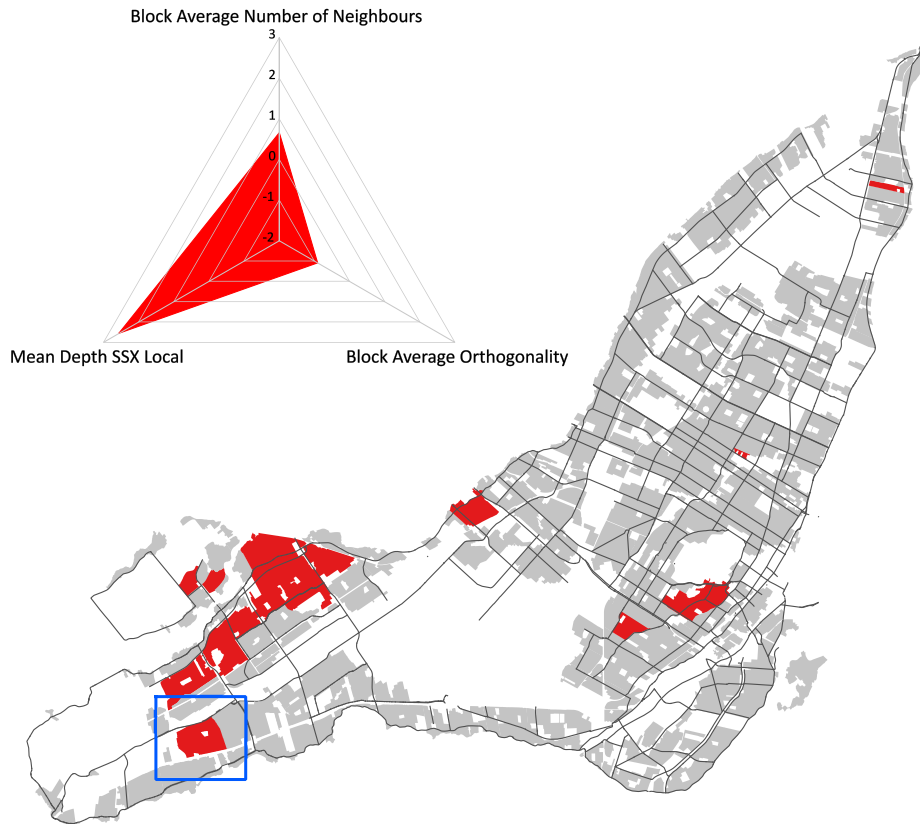 Block Average Number of Neighbours
3
2
1
0
-1
-2
Mean Depth SSX Local
Block Average Orthogonality